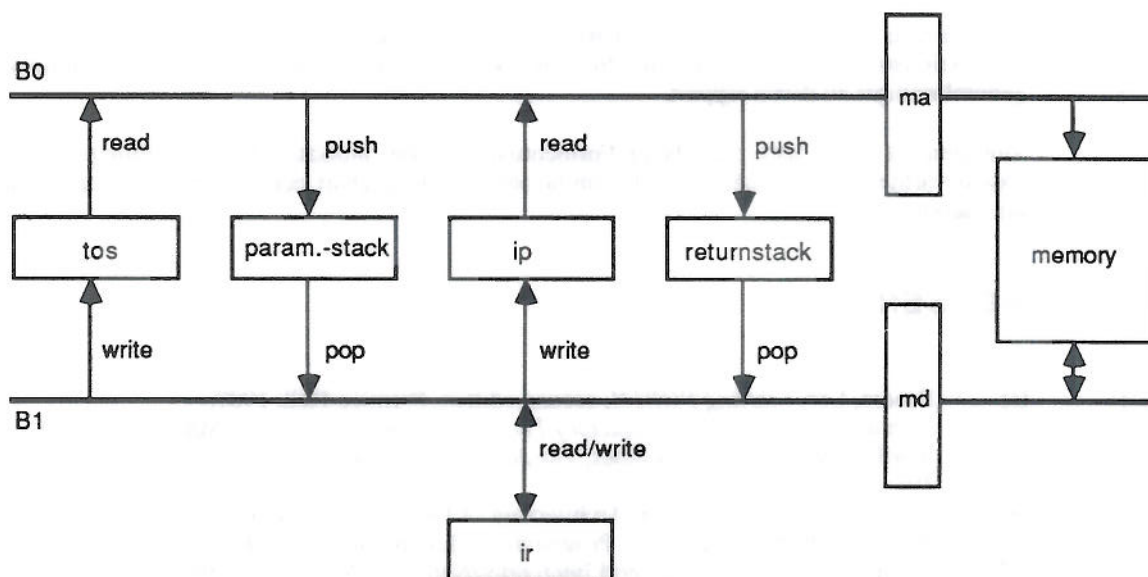 B0
ma
read
push
read
push
tos
param.-stack
ip
returnstack
memory
write
pop
write
pop
B1
md
read/write
ir